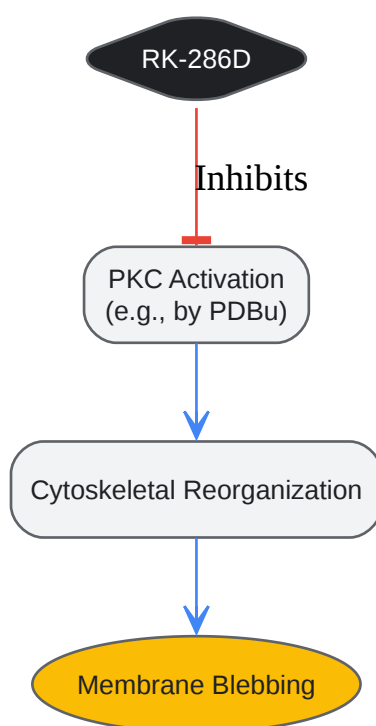 RK-286D
Inhibits
PKC Activation
(e.g., by PDBu)
Cytoskeletal Reorganization
Membrane Blebbing